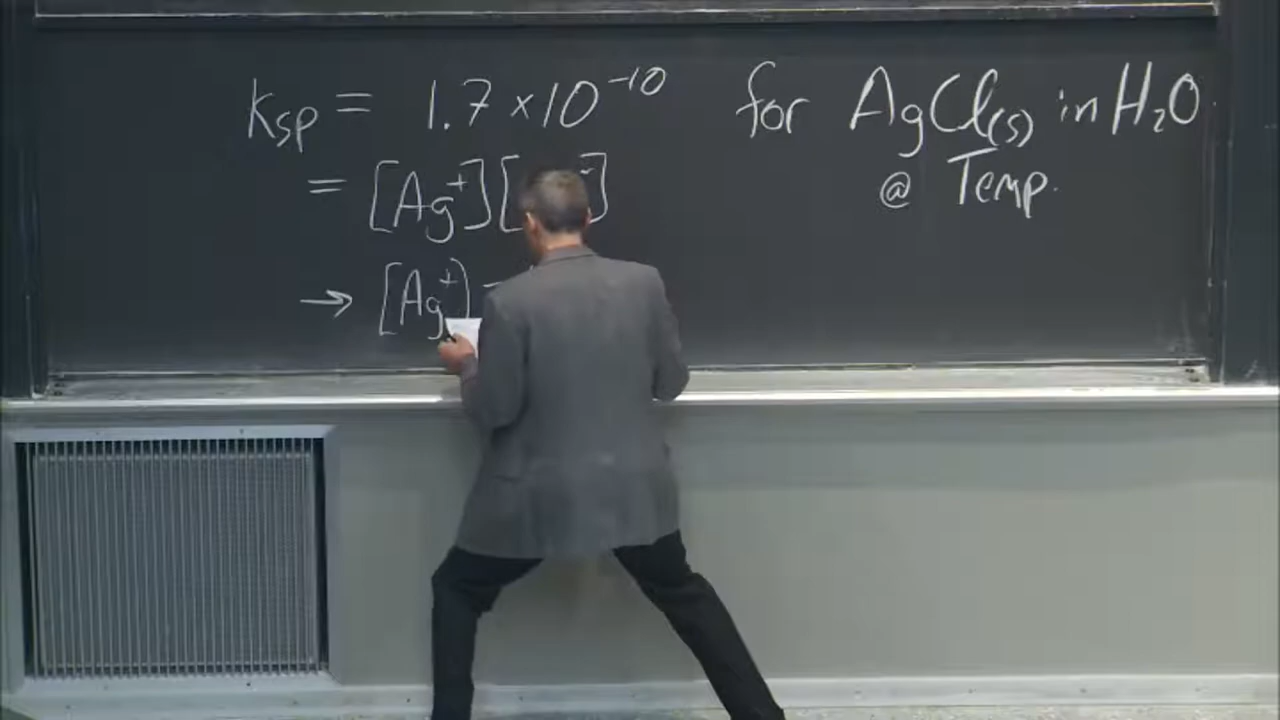 Ksp = 1.7 × 10⁻¹⁰ for AgCl(s) in H₂O
@ Temp.
= [Ag⁺][ ⁻]
→ [Ag⁺]